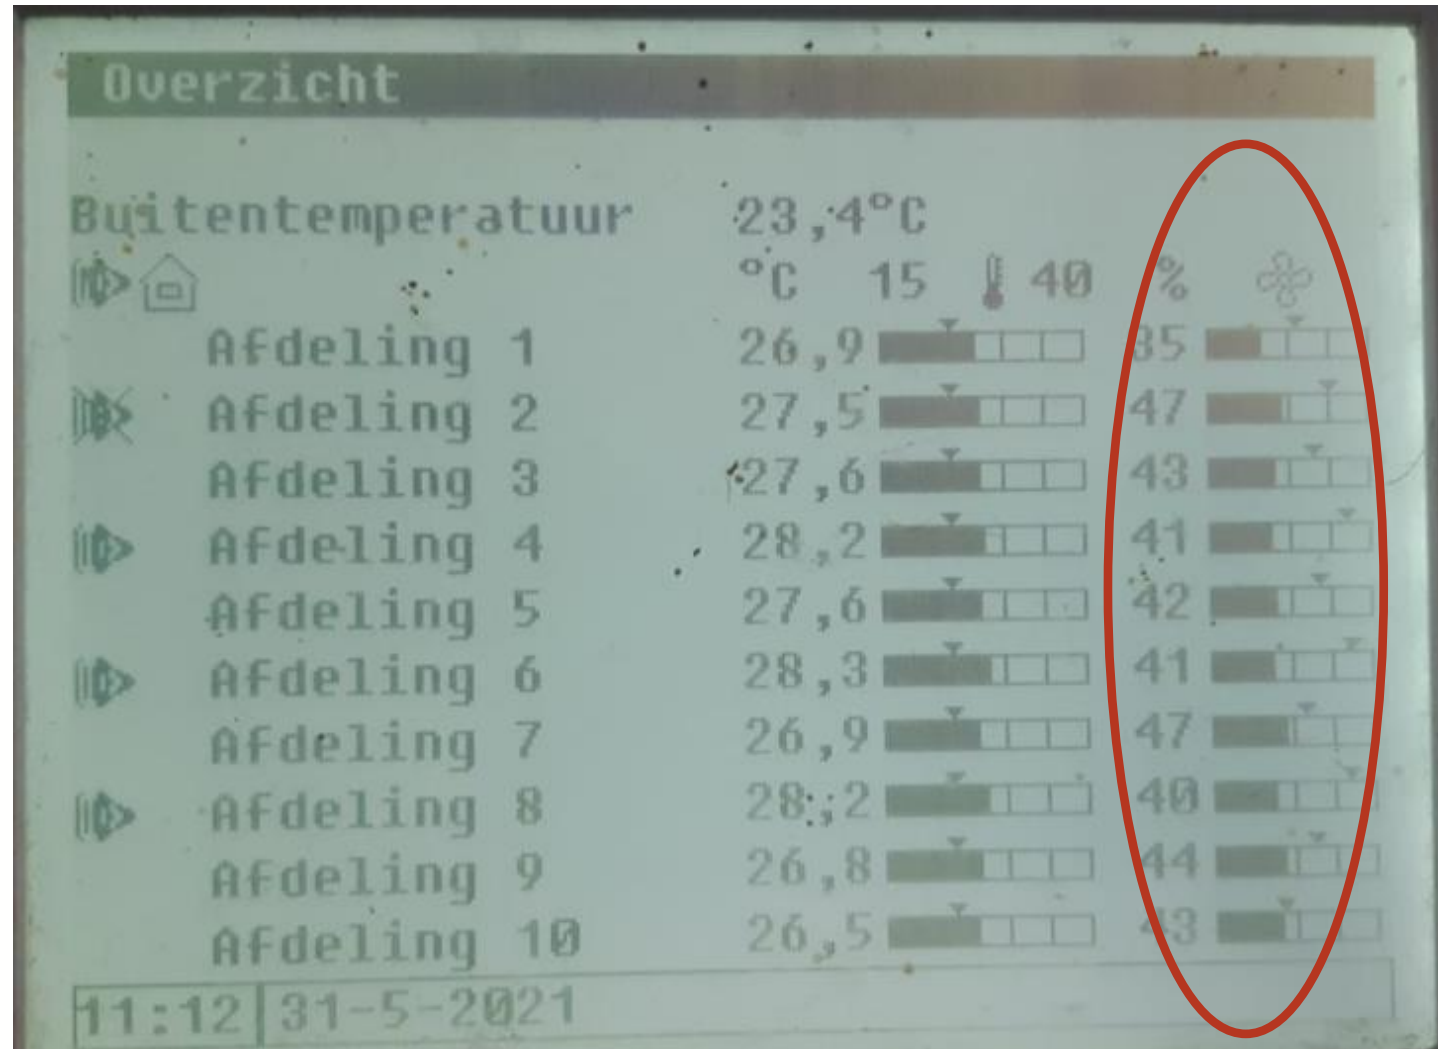 Overzicht
Buitentemperatuur 23,4°C
°C 15 40 %
Afdeling 1 26,9 35
Afdeling 2 27,5 47
Afdeling 3 27,6 43
Afdeling 4 28,2 41
Afdeling 5 27,6 42
Afdeling 6 28,3 41
Afdeling 7 26,9 47
Afdeling 8 28,2 40
Afdeling 9 26,8 44
Afdeling 10 26,5 43
11:12 31-5-2021